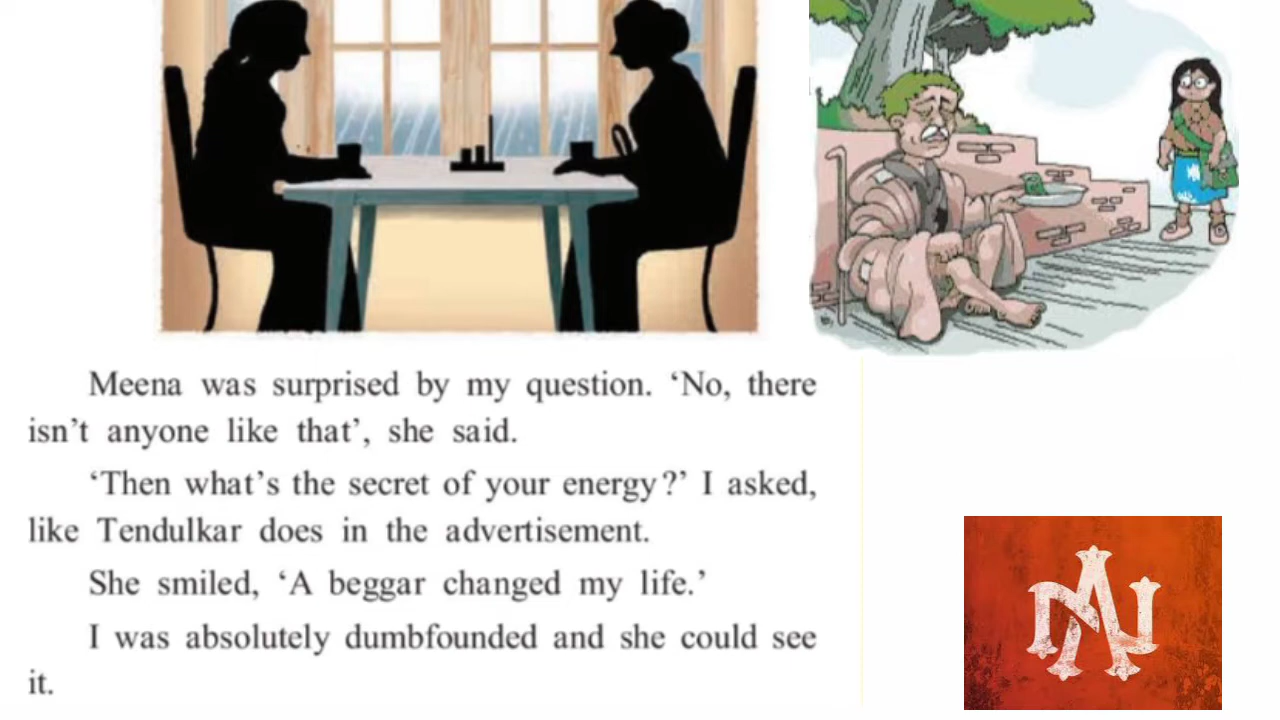 Meena was surprised by my question. ‘No, there
isn’t anyone like that’, she said.
‘Then what’s the secret of your energy?’ I asked,
like Tendulkar does in the advertisement.
She smiled, ‘A beggar changed my life.’
I was absolutely dumbfounded and she could see
it.